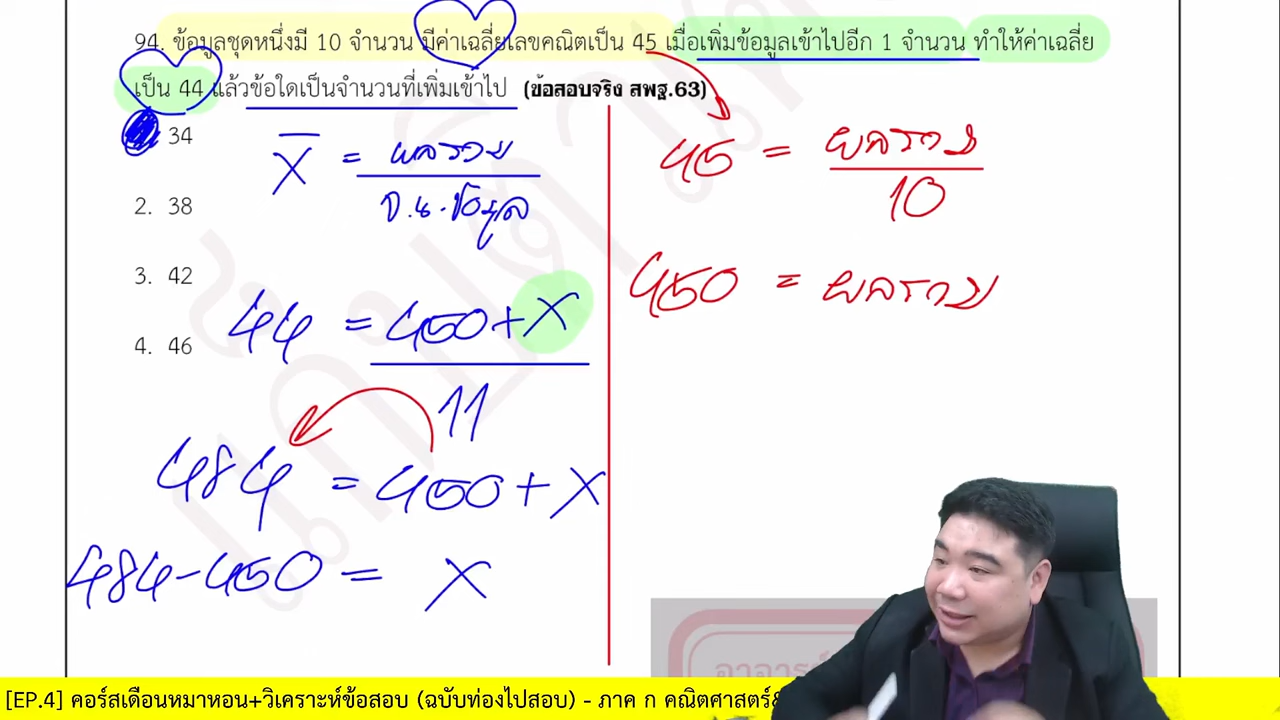 94. ข้อมูลชุดหนึ่งมี 10 จำนวน มีค่าเฉลี่ยเลขคณิตเป็น 45 เมื่อเพิ่มข้อมูลเข้าไปอีก 1 จำนวน ทำให้ค่าเฉลี่ย
เป็น 44 แล้วข้อใดเป็นจำนวนที่เพิ่มเข้าไป (ข้อสอบจริง สพฐ.63)
34
2. 38
3. 42
4. 46
X̄ = ผลรวม
จ.น.ข้อมูล
44 = 450+X
11
484 = 450+X
484-450 = X
45 = ผลรวม
10
450 = ผลรวม
[EP.4] คอร์สเดือนหมาหอน+วิเคราะห์ข้อสอบ (ฉบับท่องไปสอบ) - ภาค ก คณิตศาสตร์&